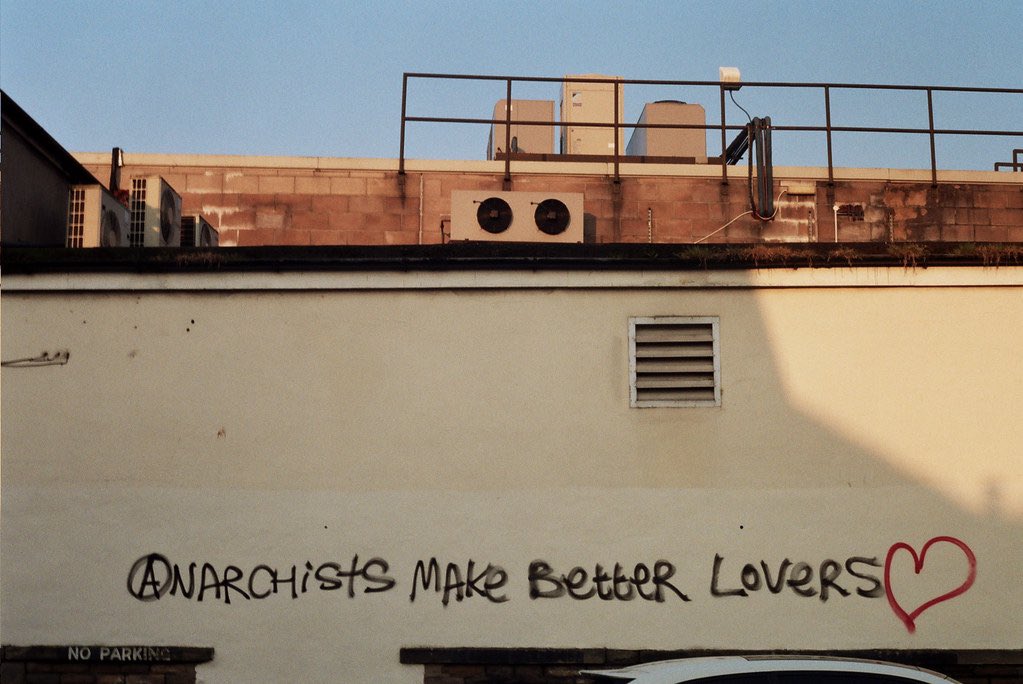 ANARCHists MAKe BetteR LoveRS
NO PARKING